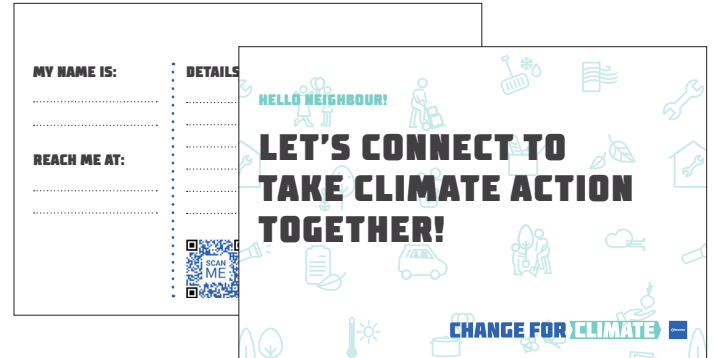 MY NAME IS:
REACH ME AT:
DETAILS
SCAN
ME
HELLO NEIGHBOUR!
LET'S CONNECT TO
TAKE CLIMATE ACTION
TOGETHER!
CHANGE FOR CLIMATE